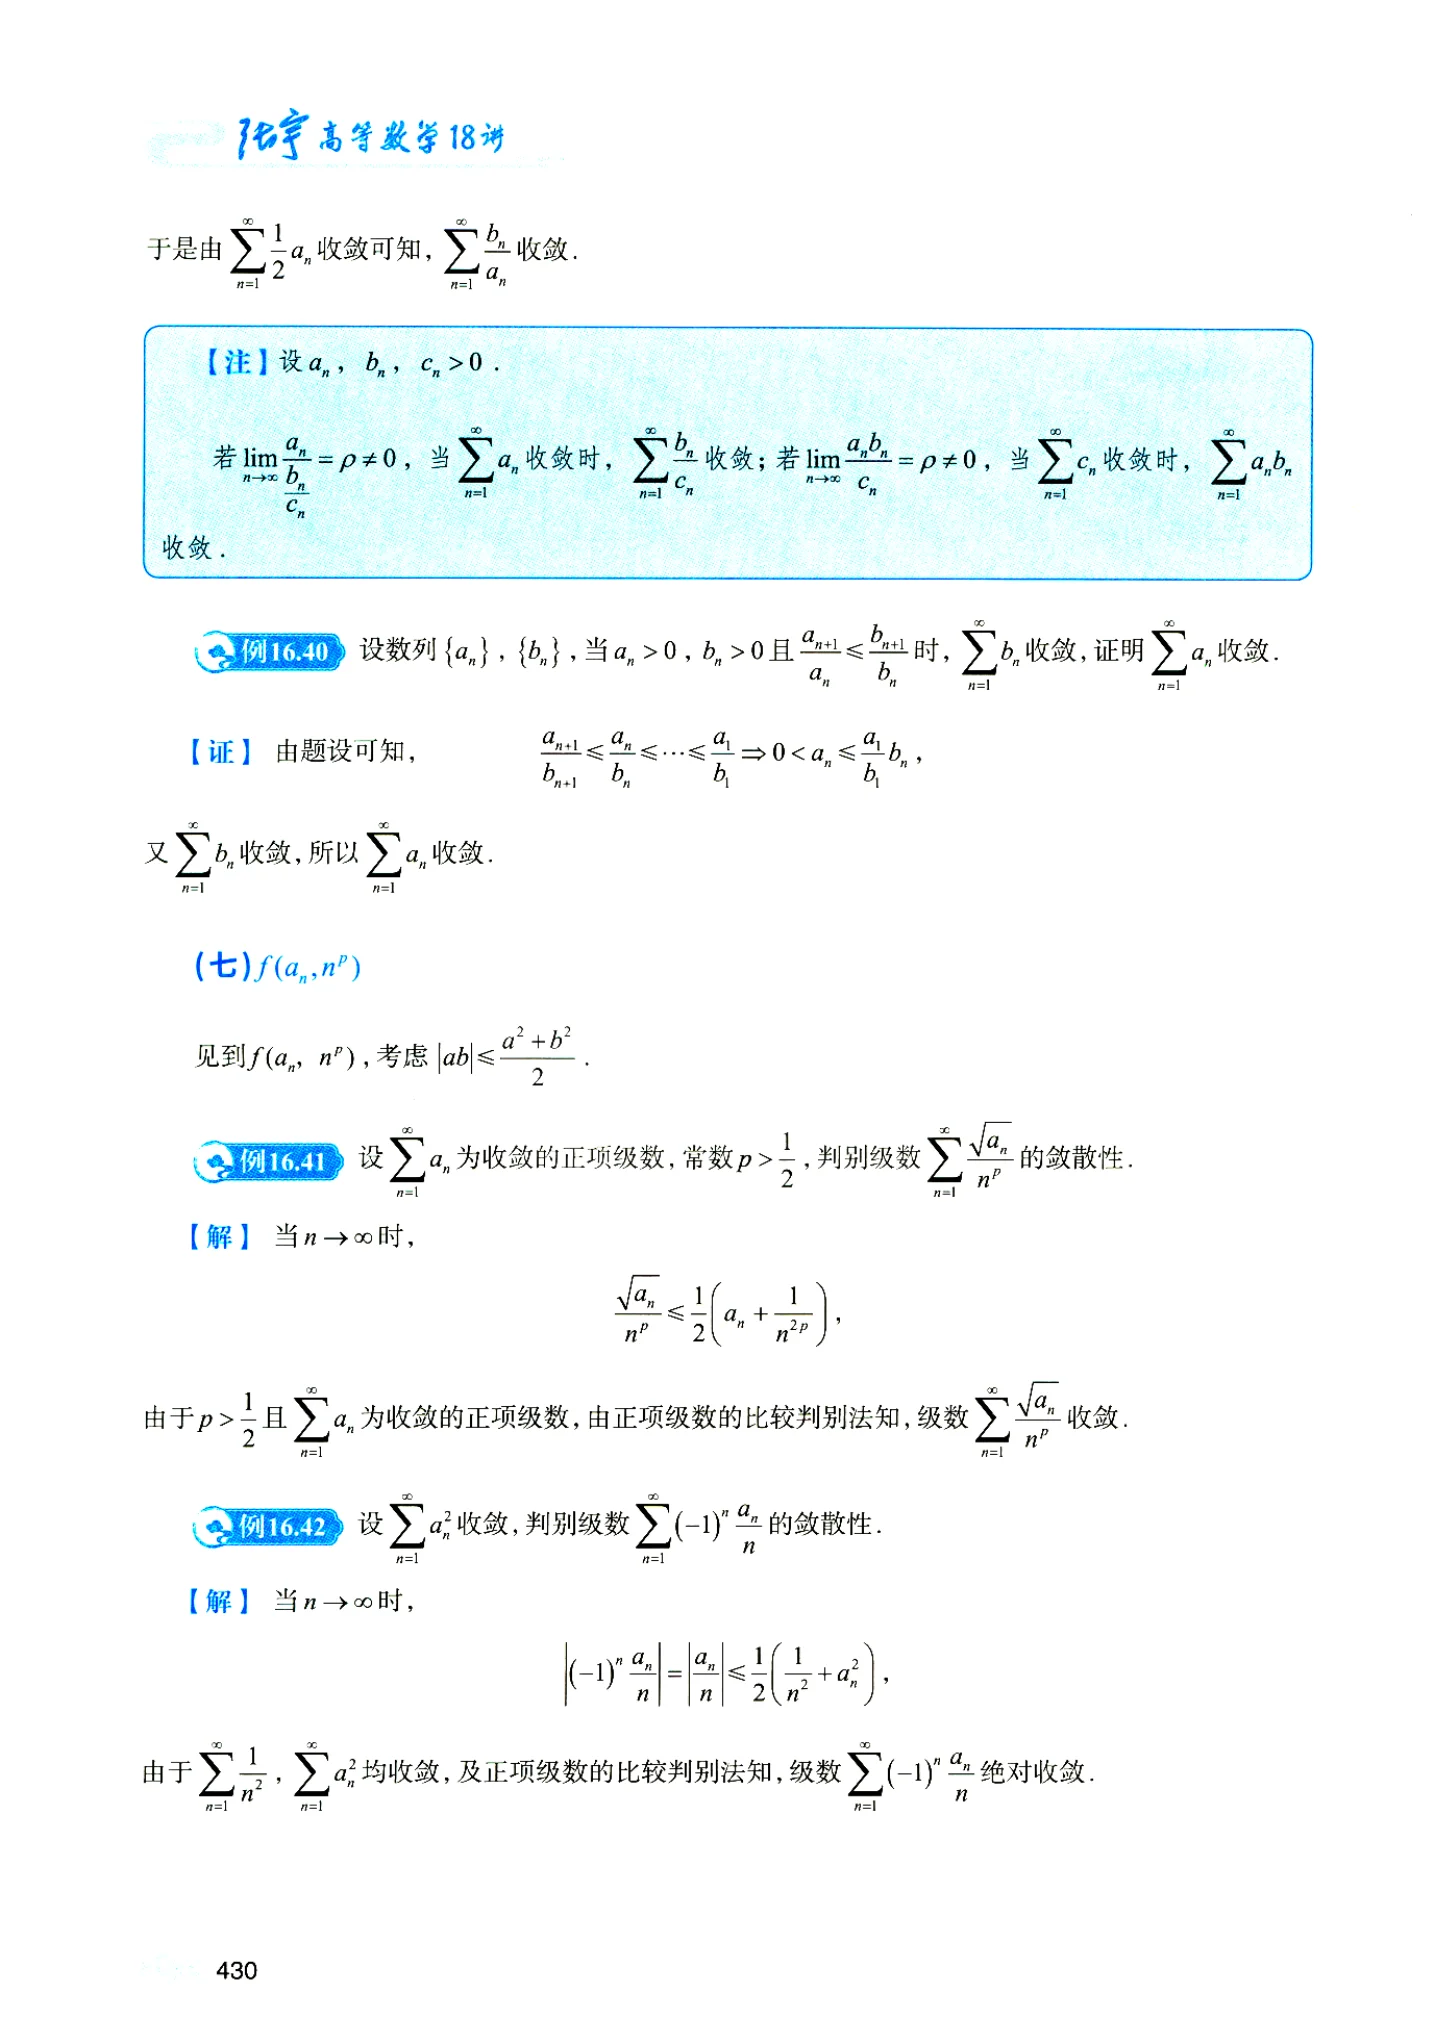 张宇高等数学18讲
于是由 $\sum_{n=1}^{\infty}\frac{1}{2}a_n$ 收敛可知, $\sum_{n=1}^{\infty}\frac{b_n}{a_n}$ 收敛.
【注】设 $a_n$, $b_n$, $c_n>0$.
若 $\lim_{n\to\infty}\frac{a_n}{\frac{b_n}{c_n}}=\rho\neq 0$, 当 $\sum_{n=1}^{\infty}a_n$ 收敛时, $\sum_{n=1}^{\infty}\frac{b_n}{c_n}$ 收敛; 若 $\lim_{n\to\infty}\frac{a_nb_n}{c_n}=\rho\neq 0$, 当 $\sum_{n=1}^{\infty}c_n$ 收敛时, $\sum_{n=1}^{\infty}a_nb_n$
收敛.
例16.40 设数列 $\{a_n\}$, $\{b_n\}$, 当 $a_n>0$, $b_n>0$ 且 $\frac{a_{n+1}}{a_n}\leq\frac{b_{n+1}}{b_n}$ 时, $\sum_{n=1}^{\infty}b_n$ 收敛, 证明 $\sum_{n=1}^{\infty}a_n$ 收敛.
【证】 由题设可知, $\frac{a_{n+1}}{b_{n+1}}\leq\frac{a_n}{b_n}\leq\cdots\leq\frac{a_1}{b_1}\Rightarrow 0<a_n\leq\frac{a_1}{b_1}b_n$,
又 $\sum_{n=1}^{\infty}b_n$ 收敛, 所以 $\sum_{n=1}^{\infty}a_n$ 收敛.
(七) $f(a_n,n^p)$
见到 $f(a_n, n^p)$, 考虑 $|ab|\leq\frac{a^2+b^2}{2}$.
例16.41 设 $\sum_{n=1}^{\infty}a_n$ 为收敛的正项级数, 常数 $p>\frac{1}{2}$, 判别级数 $\sum_{n=1}^{\infty}\frac{\sqrt{a_n}}{n^p}$ 的敛散性.
【解】 当 $n\to\infty$ 时,
$\frac{\sqrt{a_n}}{n^p}\leq\frac{1}{2}\left(a_n+\frac{1}{n^{2p}}\right)$,
由于 $p>\frac{1}{2}$ 且 $\sum_{n=1}^{\infty}a_n$ 为收敛的正项级数, 由正项级数的比较判别法知, 级数 $\sum_{n=1}^{\infty}\frac{\sqrt{a_n}}{n^p}$ 收敛.
例16.42 设 $\sum_{n=1}^{\infty}a_n^2$ 收敛, 判别级数 $\sum_{n=1}^{\infty}(-1)^n\frac{a_n}{n}$ 的敛散性.
【解】 当 $n\to\infty$ 时,
$\left|(-1)^n\frac{a_n}{n}\right|=\left|\frac{a_n}{n}\right|\leq\frac{1}{2}\left(\frac{1}{n^2}+a_n^2\right)$,
由于 $\sum_{n=1}^{\infty}\frac{1}{n^2}$, $\sum_{n=1}^{\infty}a_n^2$ 均收敛, 及正项级数的比较判别法知, 级数 $\sum_{n=1}^{\infty}(-1)^n\frac{a_n}{n}$ 绝对收敛.
430